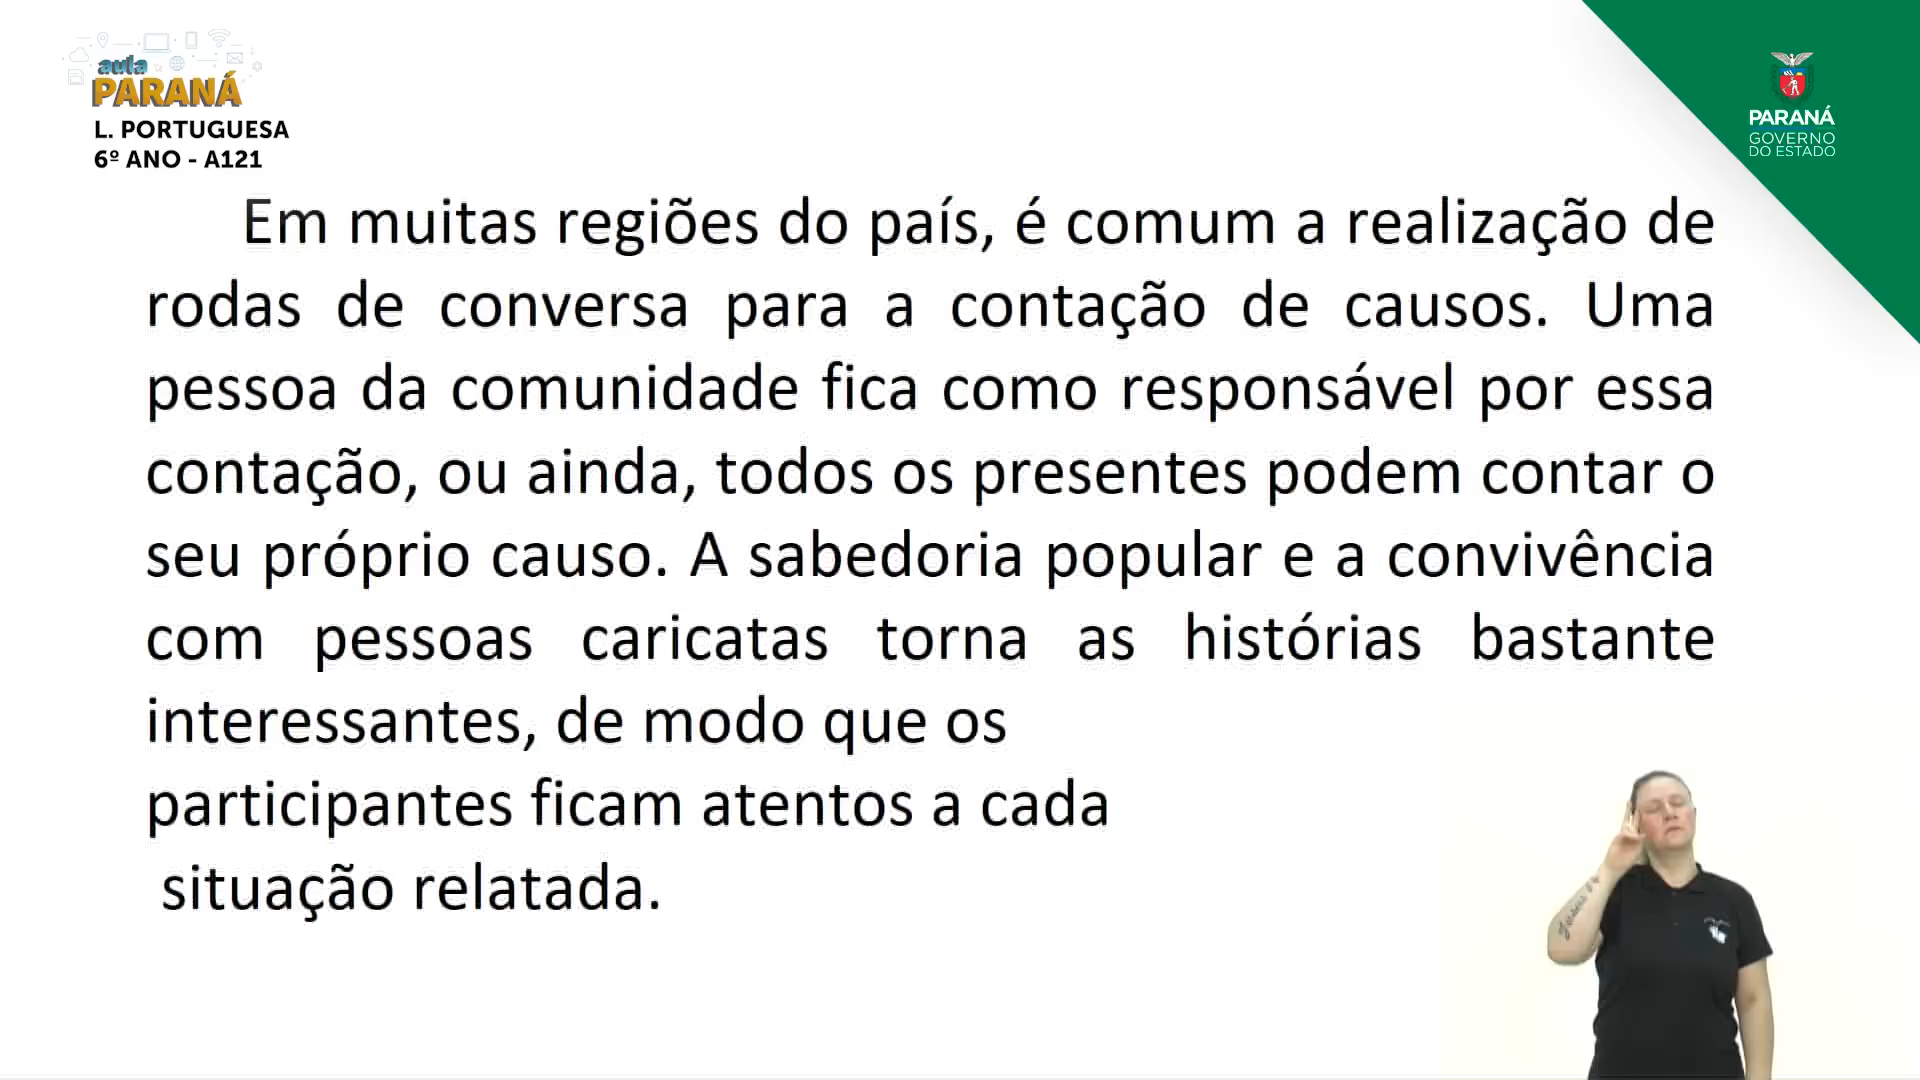 aula
PARANÁ
L. PORTUGUESA
6º ANO - A121
PARANÁ
GOVERNO
DO ESTADO
Em muitas regiões do país, é comum a realização de
rodas de conversa para a contação de causos. Uma
pessoa da comunidade fica como responsável por essa
contação, ou ainda, todos os presentes podem contar o
seu próprio causo. A sabedoria popular e a convivência
com pessoas caricatas torna as histórias bastante
interessantes, de modo que os
participantes ficam atentos a cada
situação relatada.
Jesus